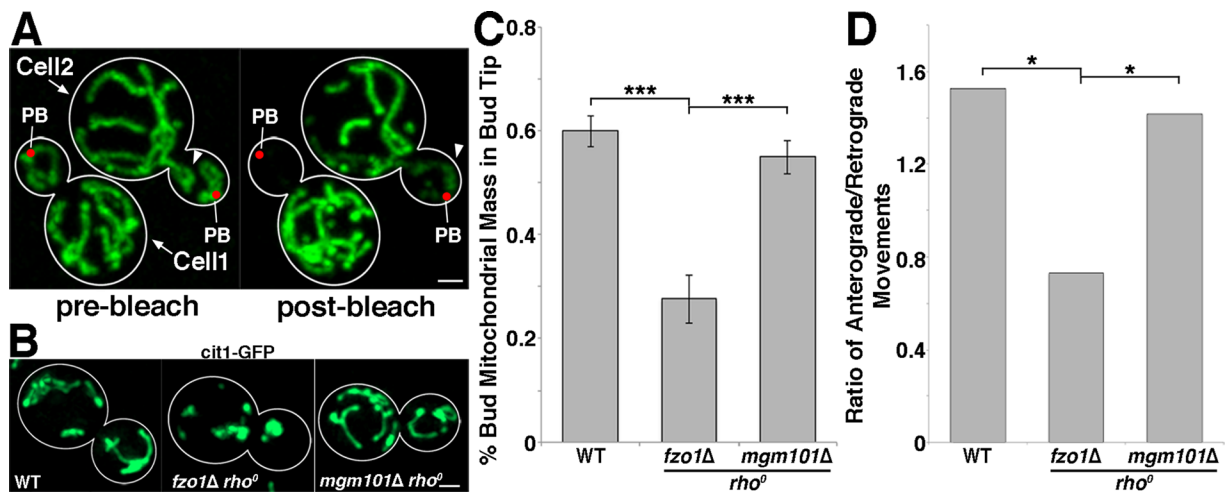 A
Cell2
PB
PB
Cell1
PB
PB
pre-bleach
post-bleach
B
cit1-GFP
WT
fzo1Δ rho⁰
mgm101Δ rho⁰
C
% Bud Mitochondrial Mass in Bud Tip
0.8
0.6
0.4
0.2
0
***
***
WT
fzo1Δ
mgm101Δ
rho⁰
D
Ratio of Anterograde/Retrograde
Movements
1.6
1.2
0.8
0.4
0
*
*
WT
fzo1Δ
mgm101Δ
rho⁰